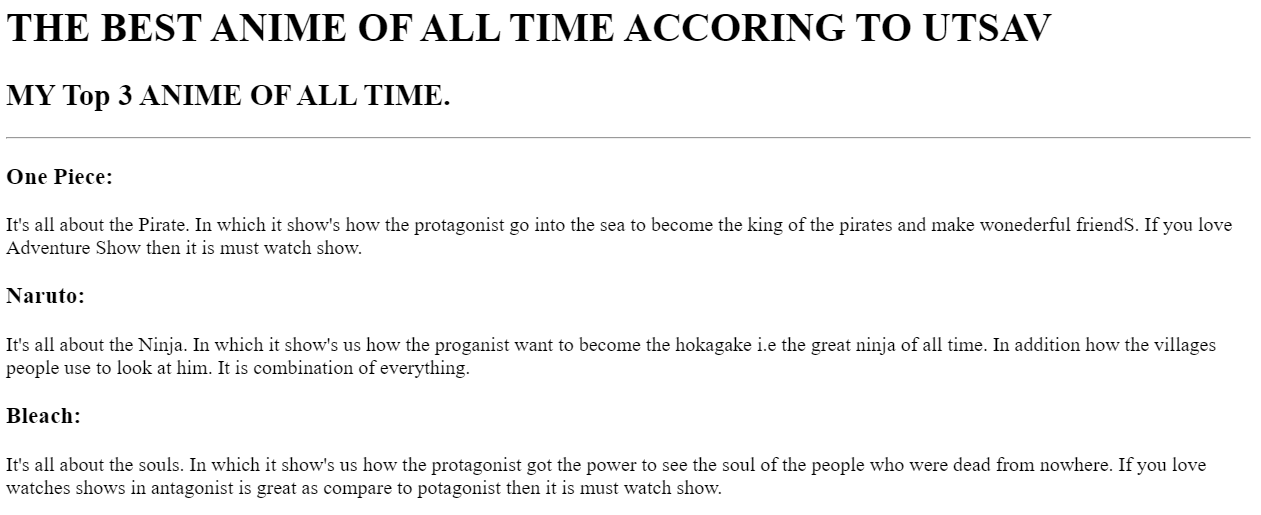 THE BEST ANIME OF ALL TIME ACCORING TO UTSAV
MY Top 3 ANIME OF ALL TIME.
One Piece:
It's all about the Pirate. In which it show's how the protagonist go into the sea to become the king of the pirates and make wonederful friendS. If you love
Adventure Show then it is must watch show.
Naruto:
It's all about the Ninja. In which it show's us how the proganist want to become the hokagake i.e the great ninja of all time. In addition how the villages
people use to look at him. It is combination of everything.
Bleach:
It's all about the souls. In which it show's us how the protagonist got the power to see the soul of the people who were dead from nowhere. If you love
watches shows in antagonist is great as compare to potagonist then it is must watch show.